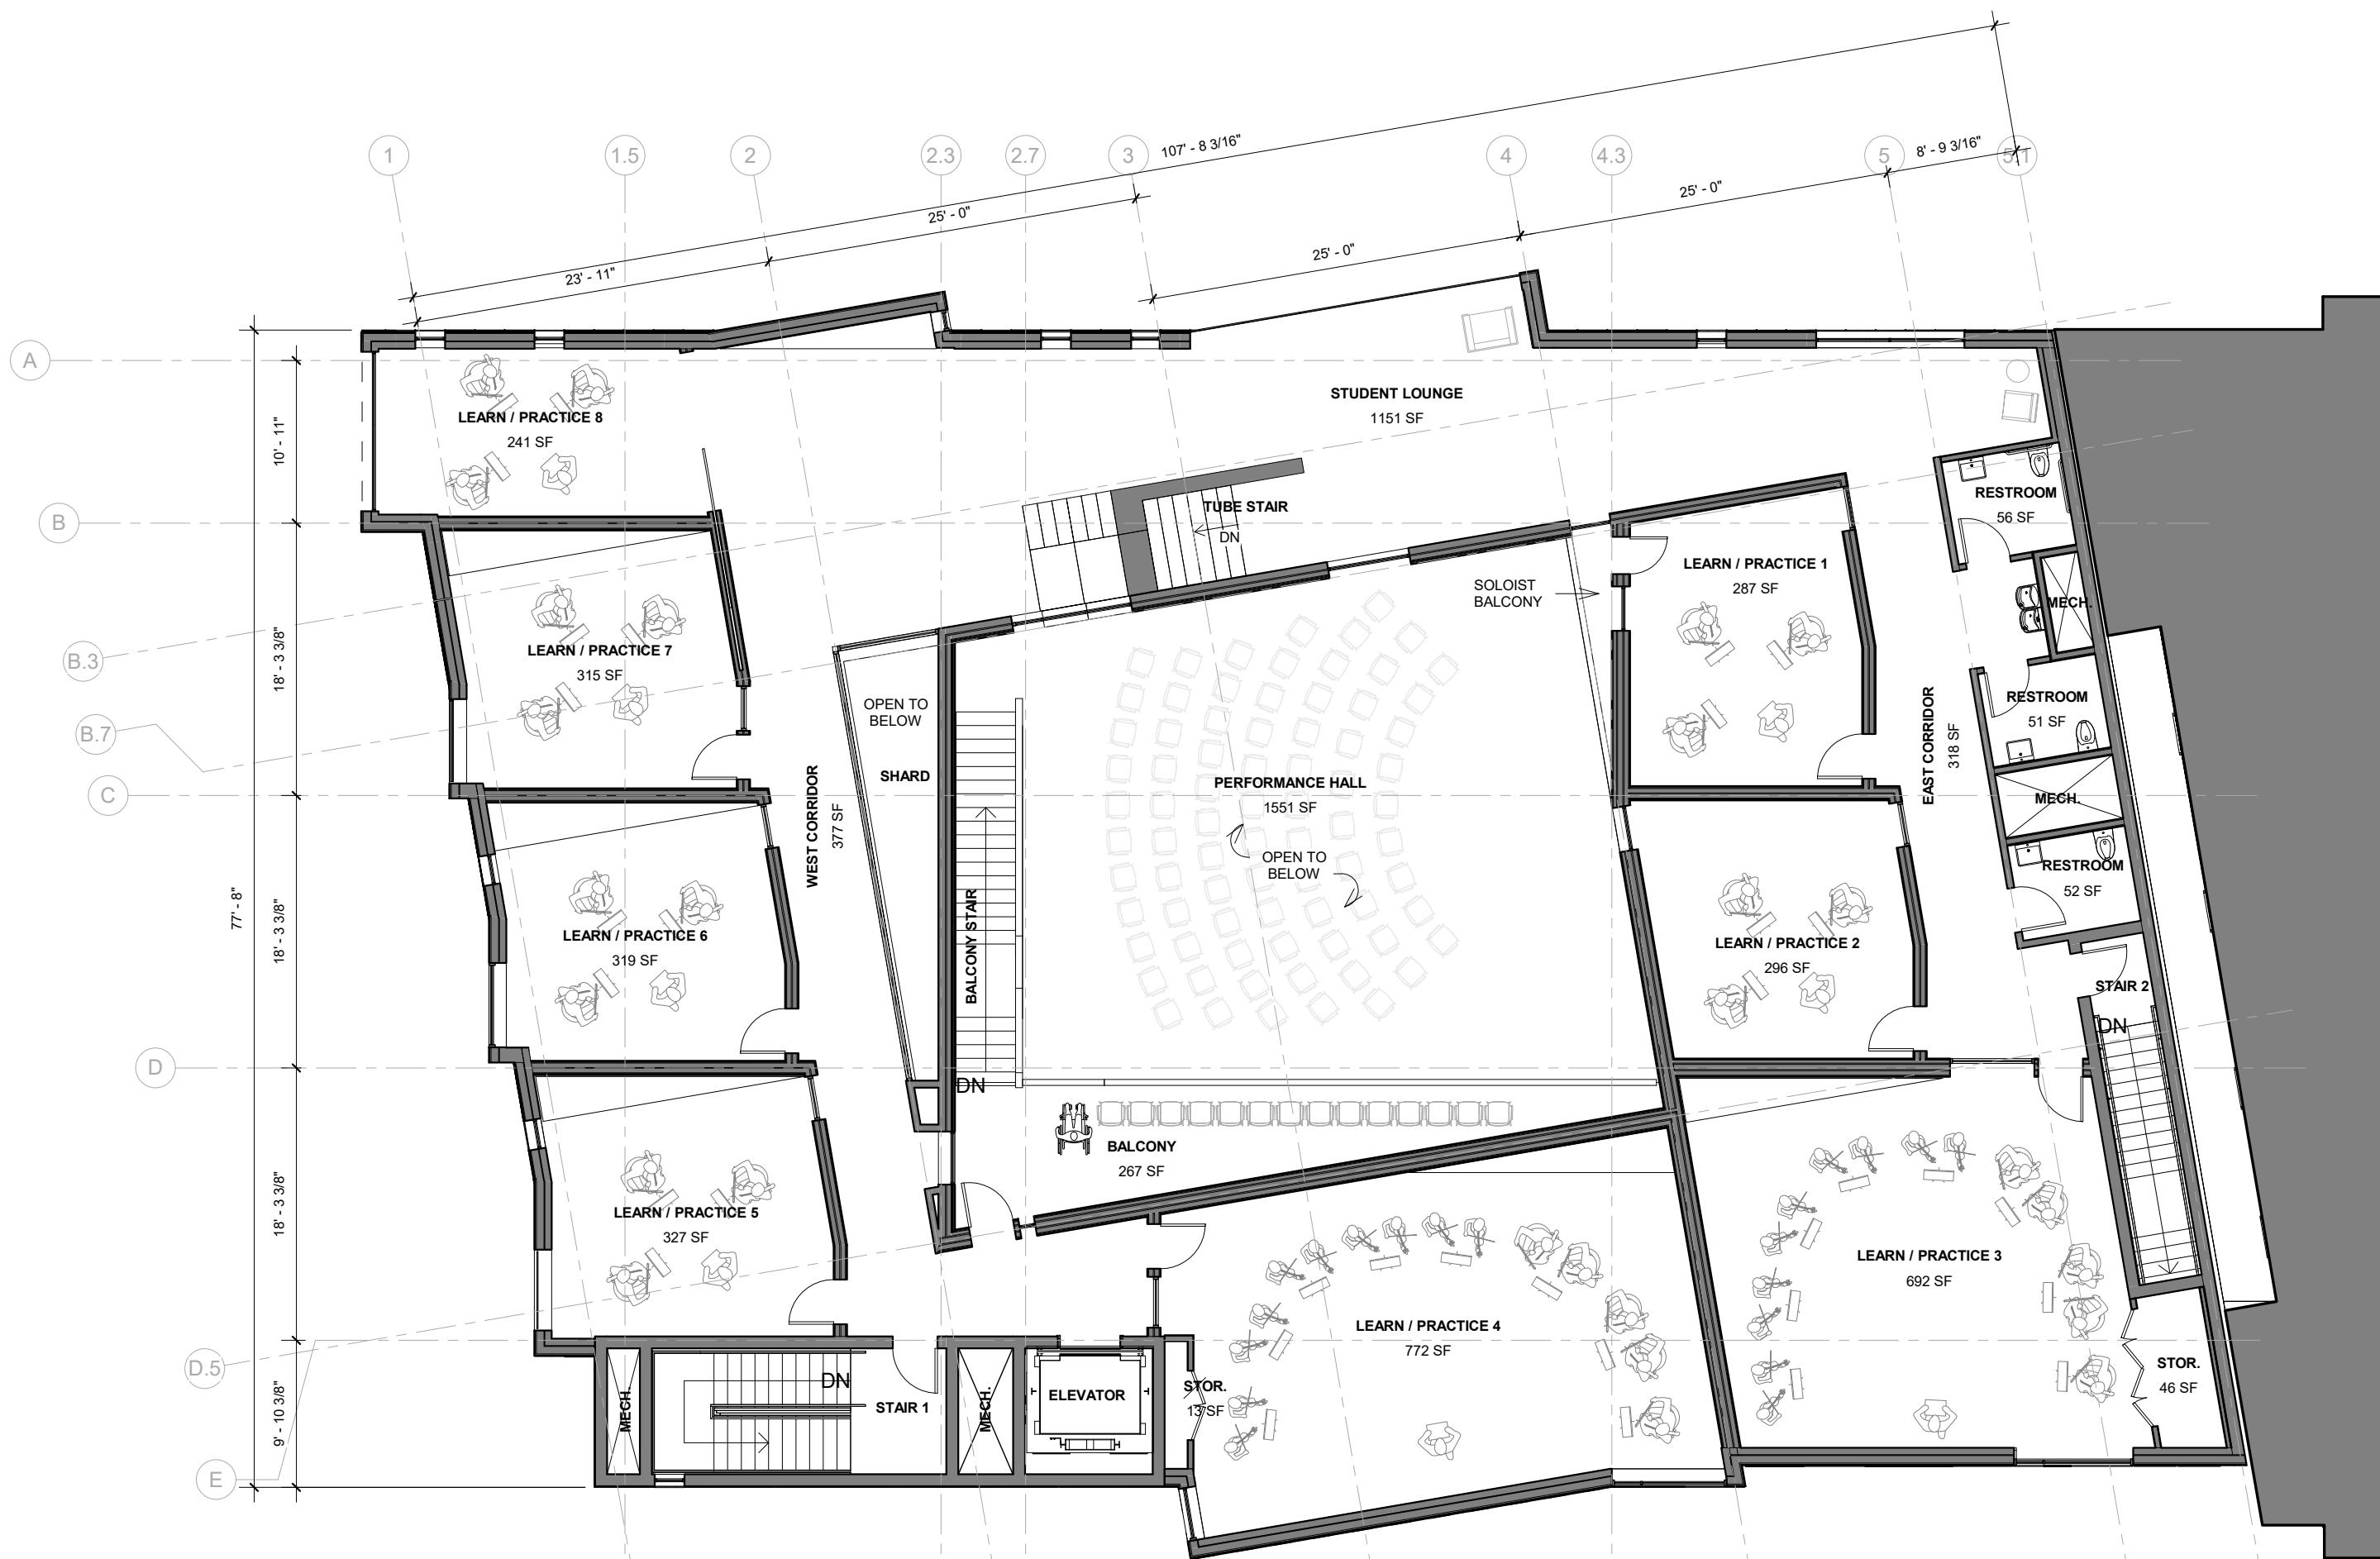 107' - 8 3/16"
1
1.5
2
2.3
2.7
3
4
4.3
5
5.1
8' - 9 3/16"
25' - 0"
25' - 0"
25' - 0"
23' - 11"
A
B
B.3
B.7
C
D
D.5
E
77' - 8"
10' - 11"
18' - 3 3/8"
18' - 3 3/8"
18' - 3 3/8"
9' - 10 3/8"
LEARN / PRACTICE 8
241 SF
STUDENT LOUNGE
1151 SF
TUBE STAIR
DN
RESTROOM
56 SF
SOLOIST
BALCONY
LEARN / PRACTICE 1
287 SF
MECH.
LEARN / PRACTICE 7
315 SF
OPEN TO
BELOW
SHARD
RESTROOM
51 SF
EAST CORRIDOR
318 SF
WEST CORRIDOR
377 SF
PERFORMANCE HALL
1551 SF
OPEN TO
BELOW
MECH.
RESTROOM
52 SF
BALCONY STAIR
DN
LEARN / PRACTICE 6
319 SF
LEARN / PRACTICE 2
296 SF
STAIR 2
DN
BALCONY
267 SF
LEARN / PRACTICE 5
327 SF
LEARN / PRACTICE 3
692 SF
LEARN / PRACTICE 4
772 SF
STOR.
46 SF
MECH.
DN
STAIR 1
MECH.
ELEVATOR
STOR.
13 SF